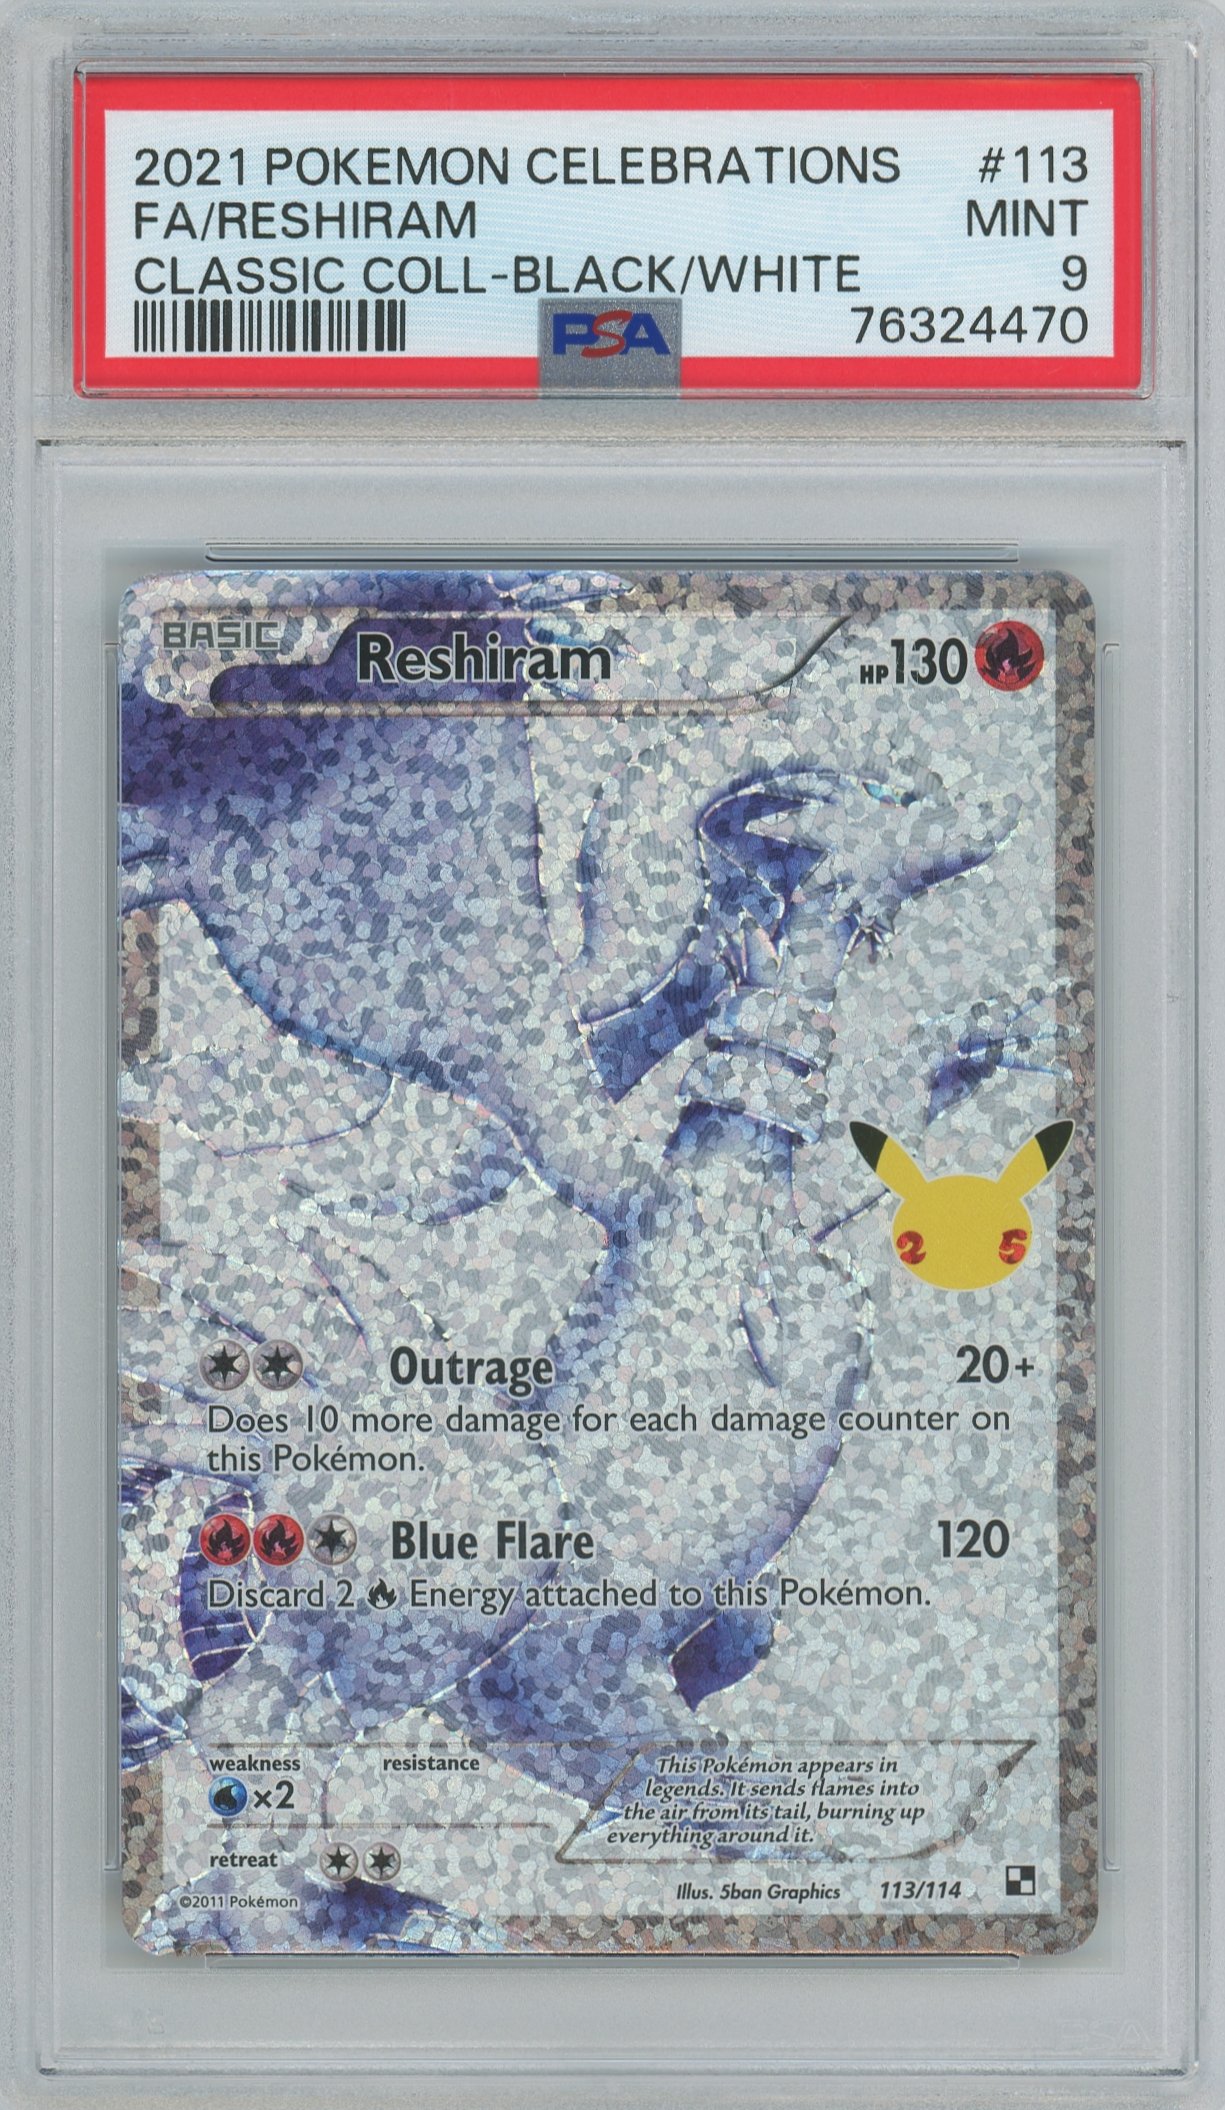 2021 POKEMON CELEBRATIONS #113
FA/RESHIRAM MINT
CLASSIC COLL-BLACK/WHITE 9
PSA 76324470
BASIC Reshiram HP130
25
Outrage 20+
Does 10 more damage for each damage counter on
this Pokémon.
Blue Flare 120
Discard 2 Energy attached to this Pokémon.
weakness resistance
×2
retreat
This Pokémon appears in
legends. It sends flames into
the air from its tail, burning up
everything around it.
©2011 Pokémon Illus. 5ban Graphics 113/114